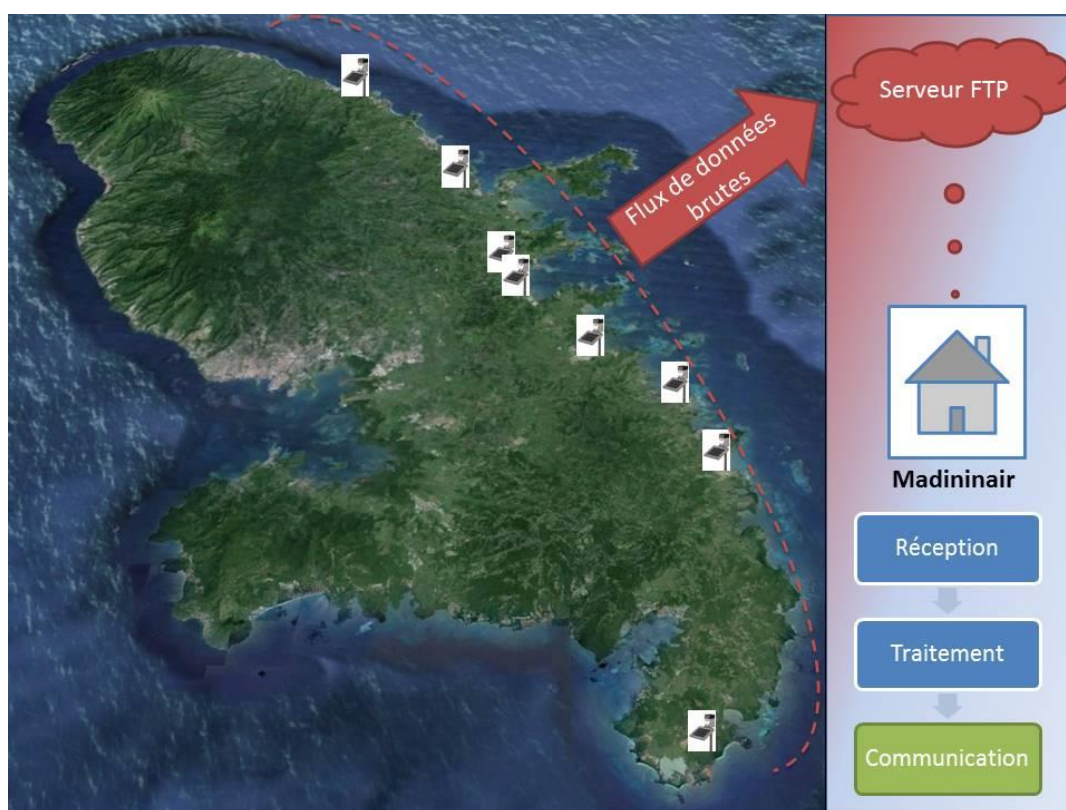 Serveur FTP
Flux de données
brutes
Madininair
Réception
Traitement
Communication